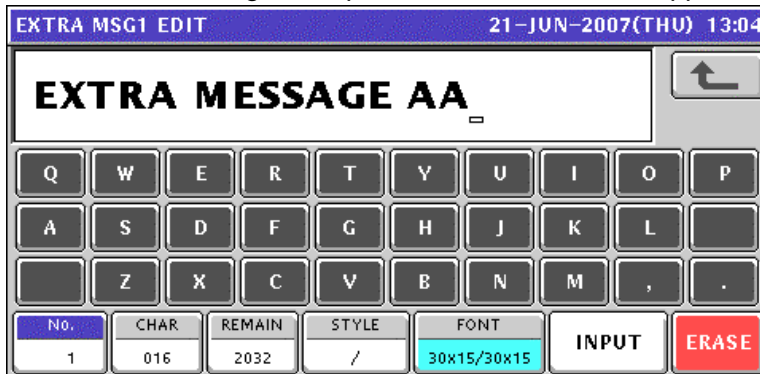 EXTRA MSG1 EDIT 21-JUN-2007(THU) 13:04
EXTRA MESSAGE AA_
Q W E R T Y U I O P
A S D F G H J K L
Z X C V B N M , .
No. CHAR REMAIN STYLE FONT INPUT ERASE
1 016 2032 / 30x15/30x15